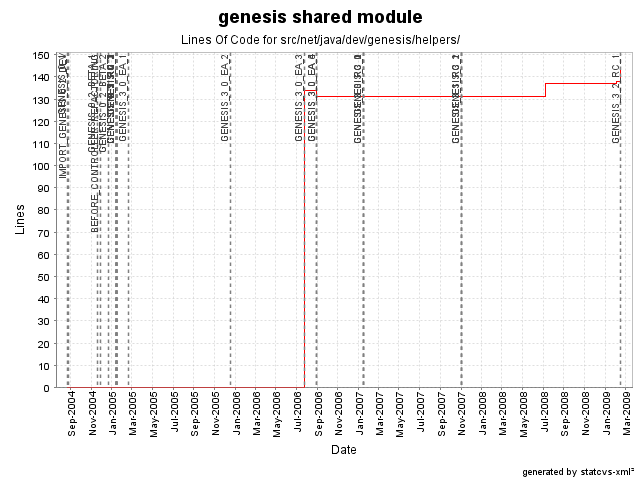 genesis shared module
Lines Of Code for src/net/java/dev/genesis/helpers/
Lines
150
140
130
120
110
100
90
80
70
60
50
40
30
20
10
0
BEFORE_CONTROLLER_REFACTORING
GENESIS_3_0_EA_1
GENESIS_3_0_EA_2
GENESIS_3_0_EA_3
GENESIS_3_2_RC_1
Sep-2004
Nov-2004
Jan-2005
Mar-2005
May-2005
Jul-2005
Sep-2005
Nov-2005
Jan-2006
Mar-2006
May-2006
Jul-2006
Sep-2006
Nov-2006
Jan-2007
Mar-2007
May-2007
Jul-2007
Sep-2007
Nov-2007
Jan-2008
Mar-2008
May-2008
Jul-2008
Sep-2008
Nov-2008
Jan-2009
Mar-2009
Date
generated by statcvs-xml²